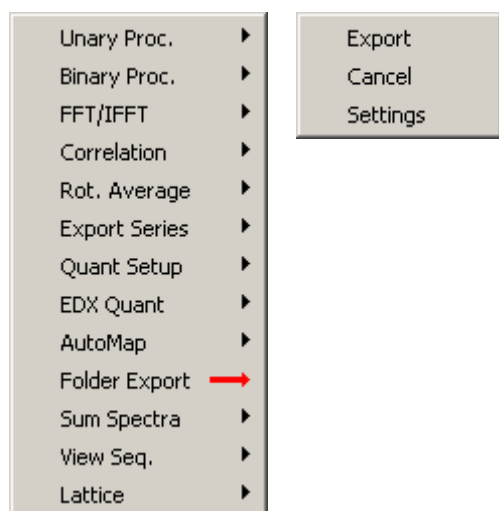 Unary Proc.
Binary Proc.
FFT/IFFT
Correlation
Rot. Average
Export Series
Quant Setup
EDX Quant
AutoMap
Folder Export
Sum Spectra
View Seq.
Lattice
Export
Cancel
Settings